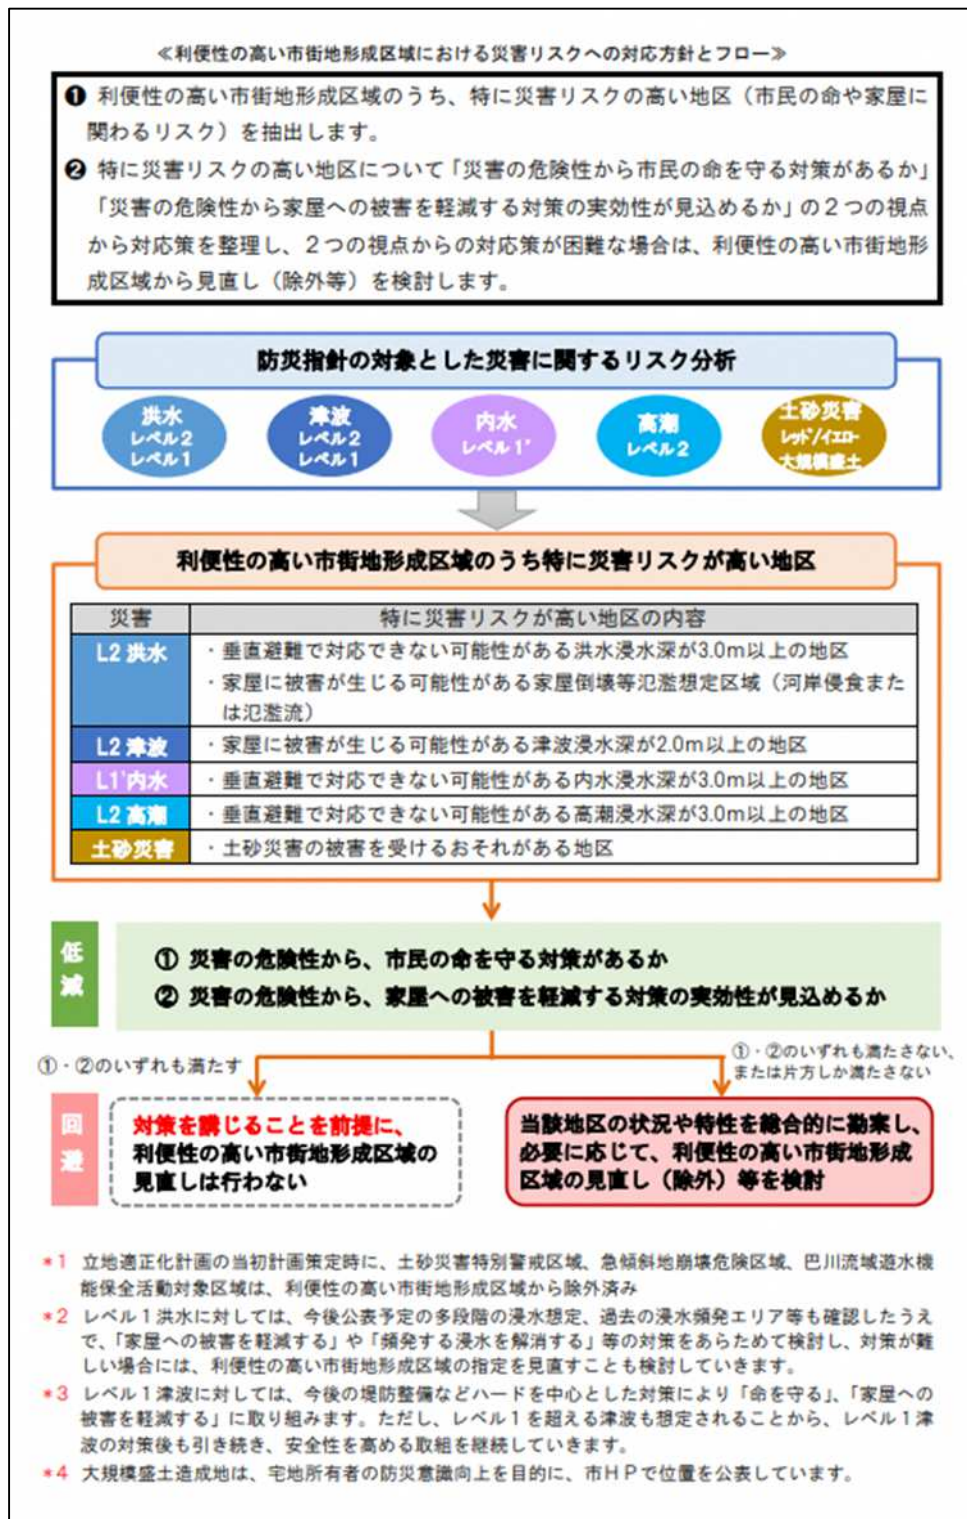 ≪利便性の高い市街地形成区域における災害リスクへの対応方針とフロー≫
❶ 利便性の高い市街地形成区域のうち、特に災害リスクの高い地区（市民の命や家屋に
関わるリスク）を抽出します。
❷ 特に災害リスクの高い地区について「災害の危険性から市民の命を守る対策があるか」
「災害の危険性から家屋への被害を軽減する対策の実効性が見込めるか」の２つの視点
から対応策を整理し、２つの視点からの対応策が困難な場合は、利便性の高い市街地形
成区域から見直し（除外等）を検討します。
防災指針の対象とした災害に関するリスク分析
洪水
レベル2
レベル1
津波
レベル2
レベル1
内水
レベル1'
高潮
レベル2
土砂災害
レッド/イエロー
大規模盛土
利便性の高い市街地形成区域のうち特に災害リスクが高い地区
災害 特に災害リスクが高い地区の内容
L2 洪水 ・垂直避難で対応できない可能性がある洪水浸水深が3.0m以上の地区
・家屋に被害が生じる可能性がある家屋倒壊等氾濫想定区域（河岸侵食また
は氾濫流）
L2 津波 ・家屋に被害が生じる可能性がある津波浸水深が2.0m以上の地区
L1'内水 ・垂直避難で対応できない可能性がある内水浸水深が3.0m以上の地区
L2 高潮 ・垂直避難で対応できない可能性がある高潮浸水深が3.0m以上の地区
土砂災害 ・土砂災害の被害を受けるおそれがある地区
低減
① 災害の危険性から、市民の命を守る対策があるか
② 災害の危険性から、家屋への被害を軽減する対策の実効性が見込めるか
①・②のいずれも満たす
①・②のいずれも満たさない、
または片方しか満たさない
回避
対策を講じることを前提に、
利便性の高い市街地形成区域の
見直しは行わない
当該地区の状況や特性を総合的に勘案し、
必要に応じて、利便性の高い市街地形成
区域の見直し（除外）等を検討
*1 立地適正化計画の当初計画策定時に、土砂災害特別警戒区域、急傾斜地崩壊危険区域、巴川流域遊水機
能保全活動対象区域は、利便性の高い市街地形成区域から除外済み
*2 レベル１洪水に対しては、今後公表予定の多段階の浸水想定、過去の浸水頻発エリア等も確認したうえ
で、「家屋への被害を軽減する」や「頻発する浸水を解消する」等の対策をあらためて検討し、対策が難
しい場合には、利便性の高い市街地形成区域の指定を見直すことも検討していきます。
*3 レベル１津波に対しては、今後の堤防整備などハードを中心とした対策により「命を守る」、「家屋への
被害を軽減する」に取り組みます。ただし、レベル１を超える津波も想定されることから、レベル１津
波の対策後も引き続き、安全性を高める取組を継続していきます。
*4 大規模盛土造成地は、宅地所有者の防災意識向上を目的に、市ＨＰで位置を公表しています。